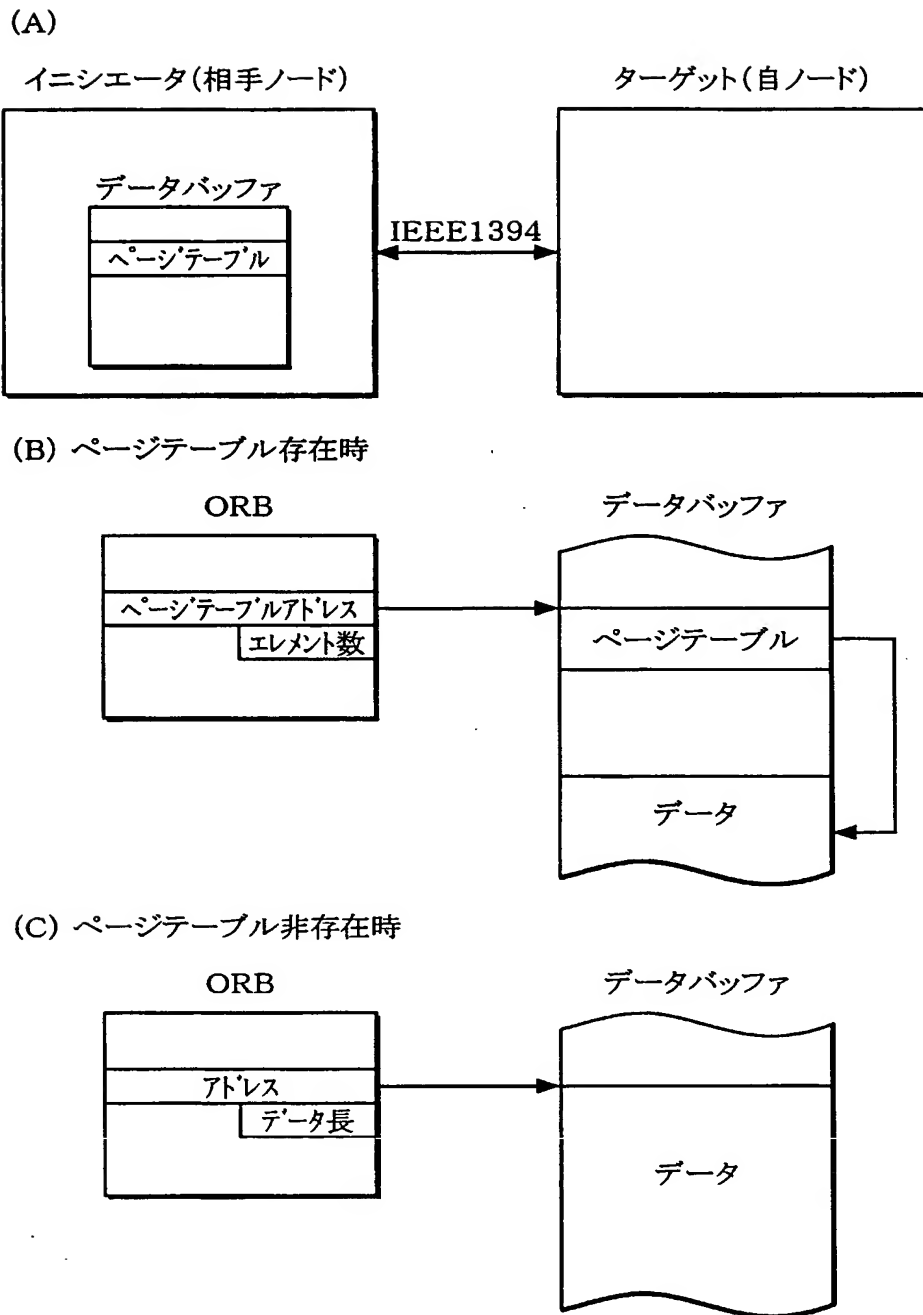 (A)
イニシエータ(相手ノード)
ターゲット(自ノード)
データバッファ
ページテーブル
IEEE1394
(B) ページテーブル存在時
ORB
データバッファ
ページテーブルアドレス
エレメント数
ページテーブル
データ
(C) ページテーブル非存在時
ORB
データバッファ
アドレス
データ長
データ